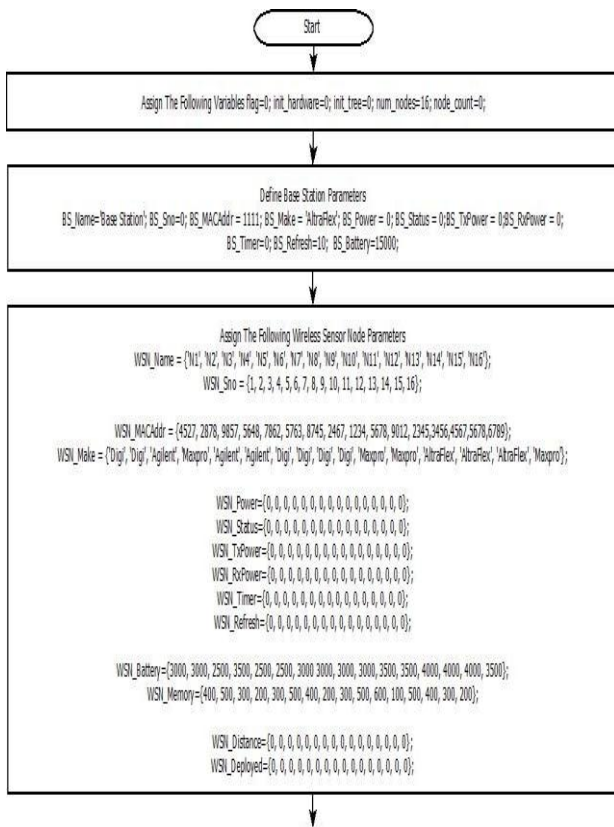 Start
Assign The Following Variables flag=0; init_hardware=0; init_tree=0; num_nodes=16; node_count=0;
Define Base Station Parameters
BS_Name='Base Station'; BS_Sno=0; BS_MACAddr = 1111; BS_Make = 'AltraFlex'; BS_Power = 0; BS_Status = 0;BS_TxPower = 0;BS_RxPower = 0;
BS_Timer=0; BS_Refresh=10; BS_Battery=15000;
Assign The Following Wireless Sensor Node Parameters
WSN_Name = {'N1', 'N2', 'N3', 'N4', 'N5', 'N6', 'N7', 'N8', 'N9', 'N10', 'N11', 'N12', 'N13', 'N14', 'N15', 'N16'};
WSN_Sno = {1, 2, 3, 4, 5, 6, 7, 8, 9, 10, 11, 12, 13, 14, 15, 16};
WSN_MACAddr = {4527, 2878, 9857, 5648, 7862, 5763, 8745, 2467, 1234, 5678, 9012, 2345,3456,4567,5678,6789};
WSN_Make = {'Digi', 'Digi', 'Agilent', 'Maxpro', 'Agilent', 'Agilent', 'Digi', 'Digi', 'Digi', 'Digi', 'Maxpro', 'Maxpro', 'AltraFlex', 'AltraFlex', 'AltraFlex', 'Maxpro'};
WSN_Power={0, 0, 0, 0, 0, 0, 0, 0, 0, 0, 0, 0, 0, 0, 0, 0};
WSN_Status={0, 0, 0, 0, 0, 0, 0, 0, 0, 0, 0, 0, 0, 0, 0, 0};
WSN_TxPower={0, 0, 0, 0, 0, 0, 0, 0, 0, 0, 0, 0, 0, 0, 0, 0};
WSN_RxPower={0, 0, 0, 0, 0, 0, 0, 0, 0, 0, 0, 0, 0, 0, 0, 0};
WSN_Timer={0, 0, 0, 0, 0, 0, 0, 0, 0, 0, 0, 0, 0, 0, 0, 0};
WSN_Refresh={0, 0, 0, 0, 0, 0, 0, 0, 0, 0, 0, 0, 0, 0, 0, 0};
WSN_Battery={3000, 3000, 2500, 3500, 2500, 2500, 3000 3000, 3000, 3000, 3500, 3500, 4000, 4000, 4000, 3500};
WSN_Memory={400, 500, 300, 200, 300, 500, 400, 200, 300, 500, 600, 100, 500, 400, 300, 200};
WSN_Distance={0, 0, 0, 0, 0, 0, 0, 0, 0, 0, 0, 0, 0, 0, 0, 0};
WSN_Deployed={0, 0, 0, 0, 0, 0, 0, 0, 0, 0, 0, 0, 0, 0, 0, 0};